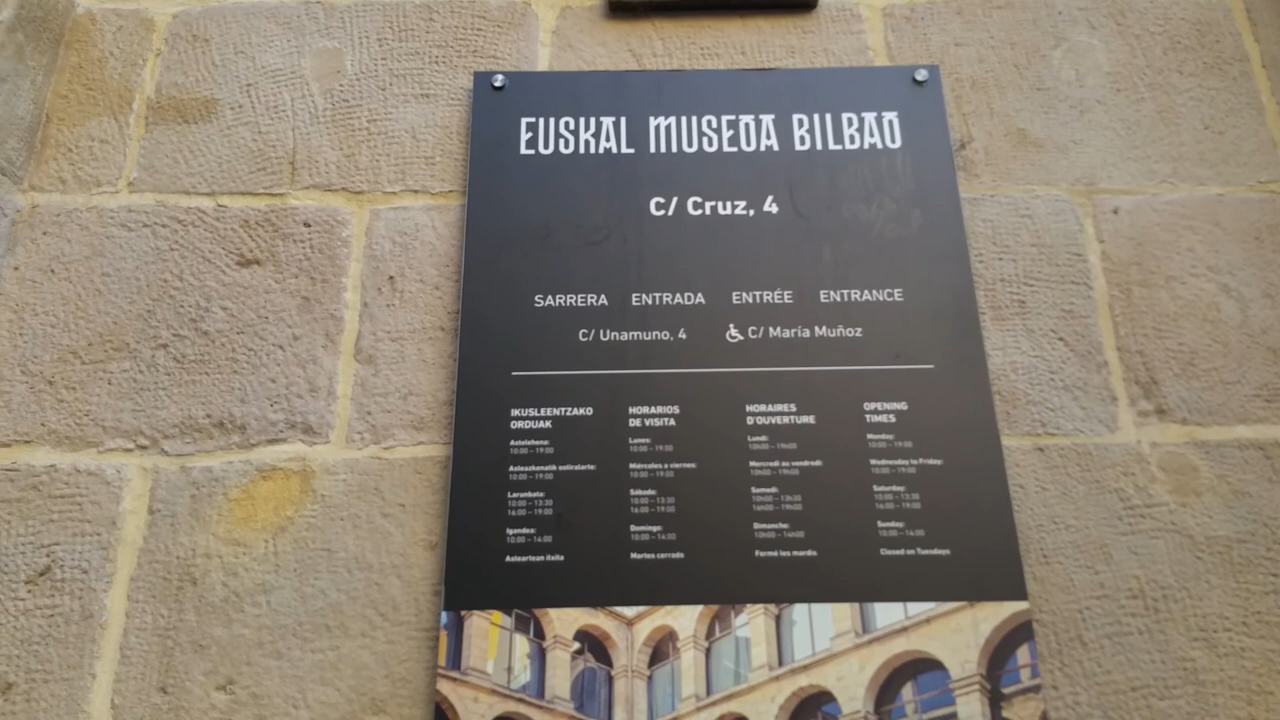 EUSKAL MUSEOA BILBAO
C/ Cruz, 4
SARRERA ENTRADA ENTRÉE ENTRANCE
C/ Unamuno, 4 C/ María Muñoz
IKUSLEENTZAKO
ORDUAK
Astelehena:
10:00 – 19:00
Asteazkenatik ostiralarte:
10:00 – 19:00
Larunbata:
10:00 – 13:30
16:00 – 19:00
Igandea:
10:00 – 14:00
Asteartean itxita
HORARIOS
DE VISITA
Lunes:
10:00 – 19:00
Miércoles a viernes:
10:00 – 19:00
Sábado:
10:00 – 13:30
16:00 – 19:00
Domingo:
10:00 – 14:00
Martes cerrado
HORAIRES
D'OUVERTURE
Lundi:
10h00 – 19h00
Mercredi au vendredi:
10h00 – 19h00
Samedi:
10h00 – 13h30
16h00 – 19h00
Dimanche:
10h00 – 14h00
Fermé les mardis
OPENING
TIMES
Monday:
10:00 – 19:00
Wednesday to Friday:
10:00 – 19:00
Saturday:
10:00 – 13:30
16:00 – 19:00
Sunday:
10:00 – 14:00
Closed on Tuesdays